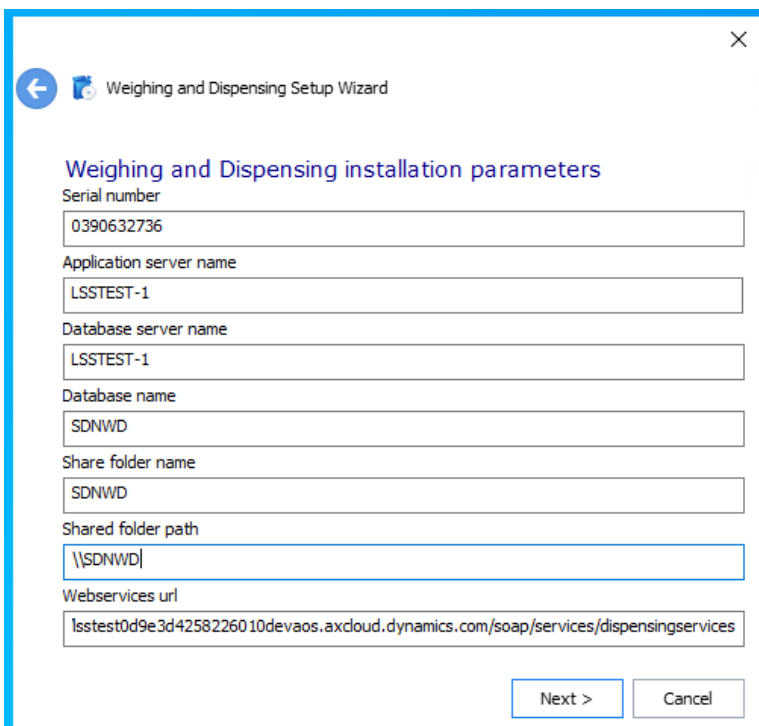 Weighing and Dispensing Setup Wizard
Weighing and Dispensing installation parameters
Serial number
0390632736
Application server name
LSSTEST-1
Database server name
LSSTEST-1
Database name
SDNWD
Share folder name
SDNWD
Shared folder path
\\SDNWD
Webservices url
lsstest0d9e3d4258226010devaos.axcloud.dynamics.com/soap/services/dispensingservices
Next >
Cancel